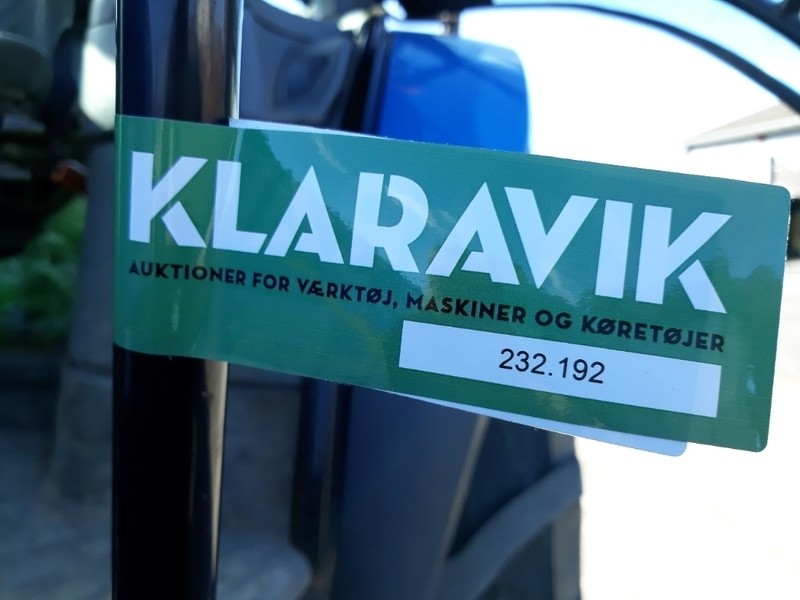 KLARAVIK
AUKTIONER FOR VÆRKTØJ, MASKINER OG KØRETØJER
232.192